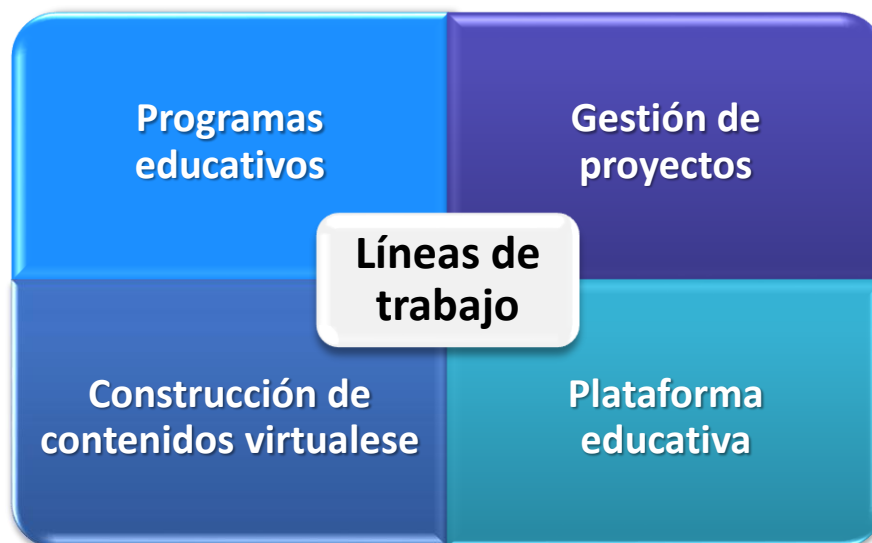 Programas
educativos
Gestión de
proyectos
Líneas de
trabajo
Construcción de
contenidos virtualese
Plataforma
educativa